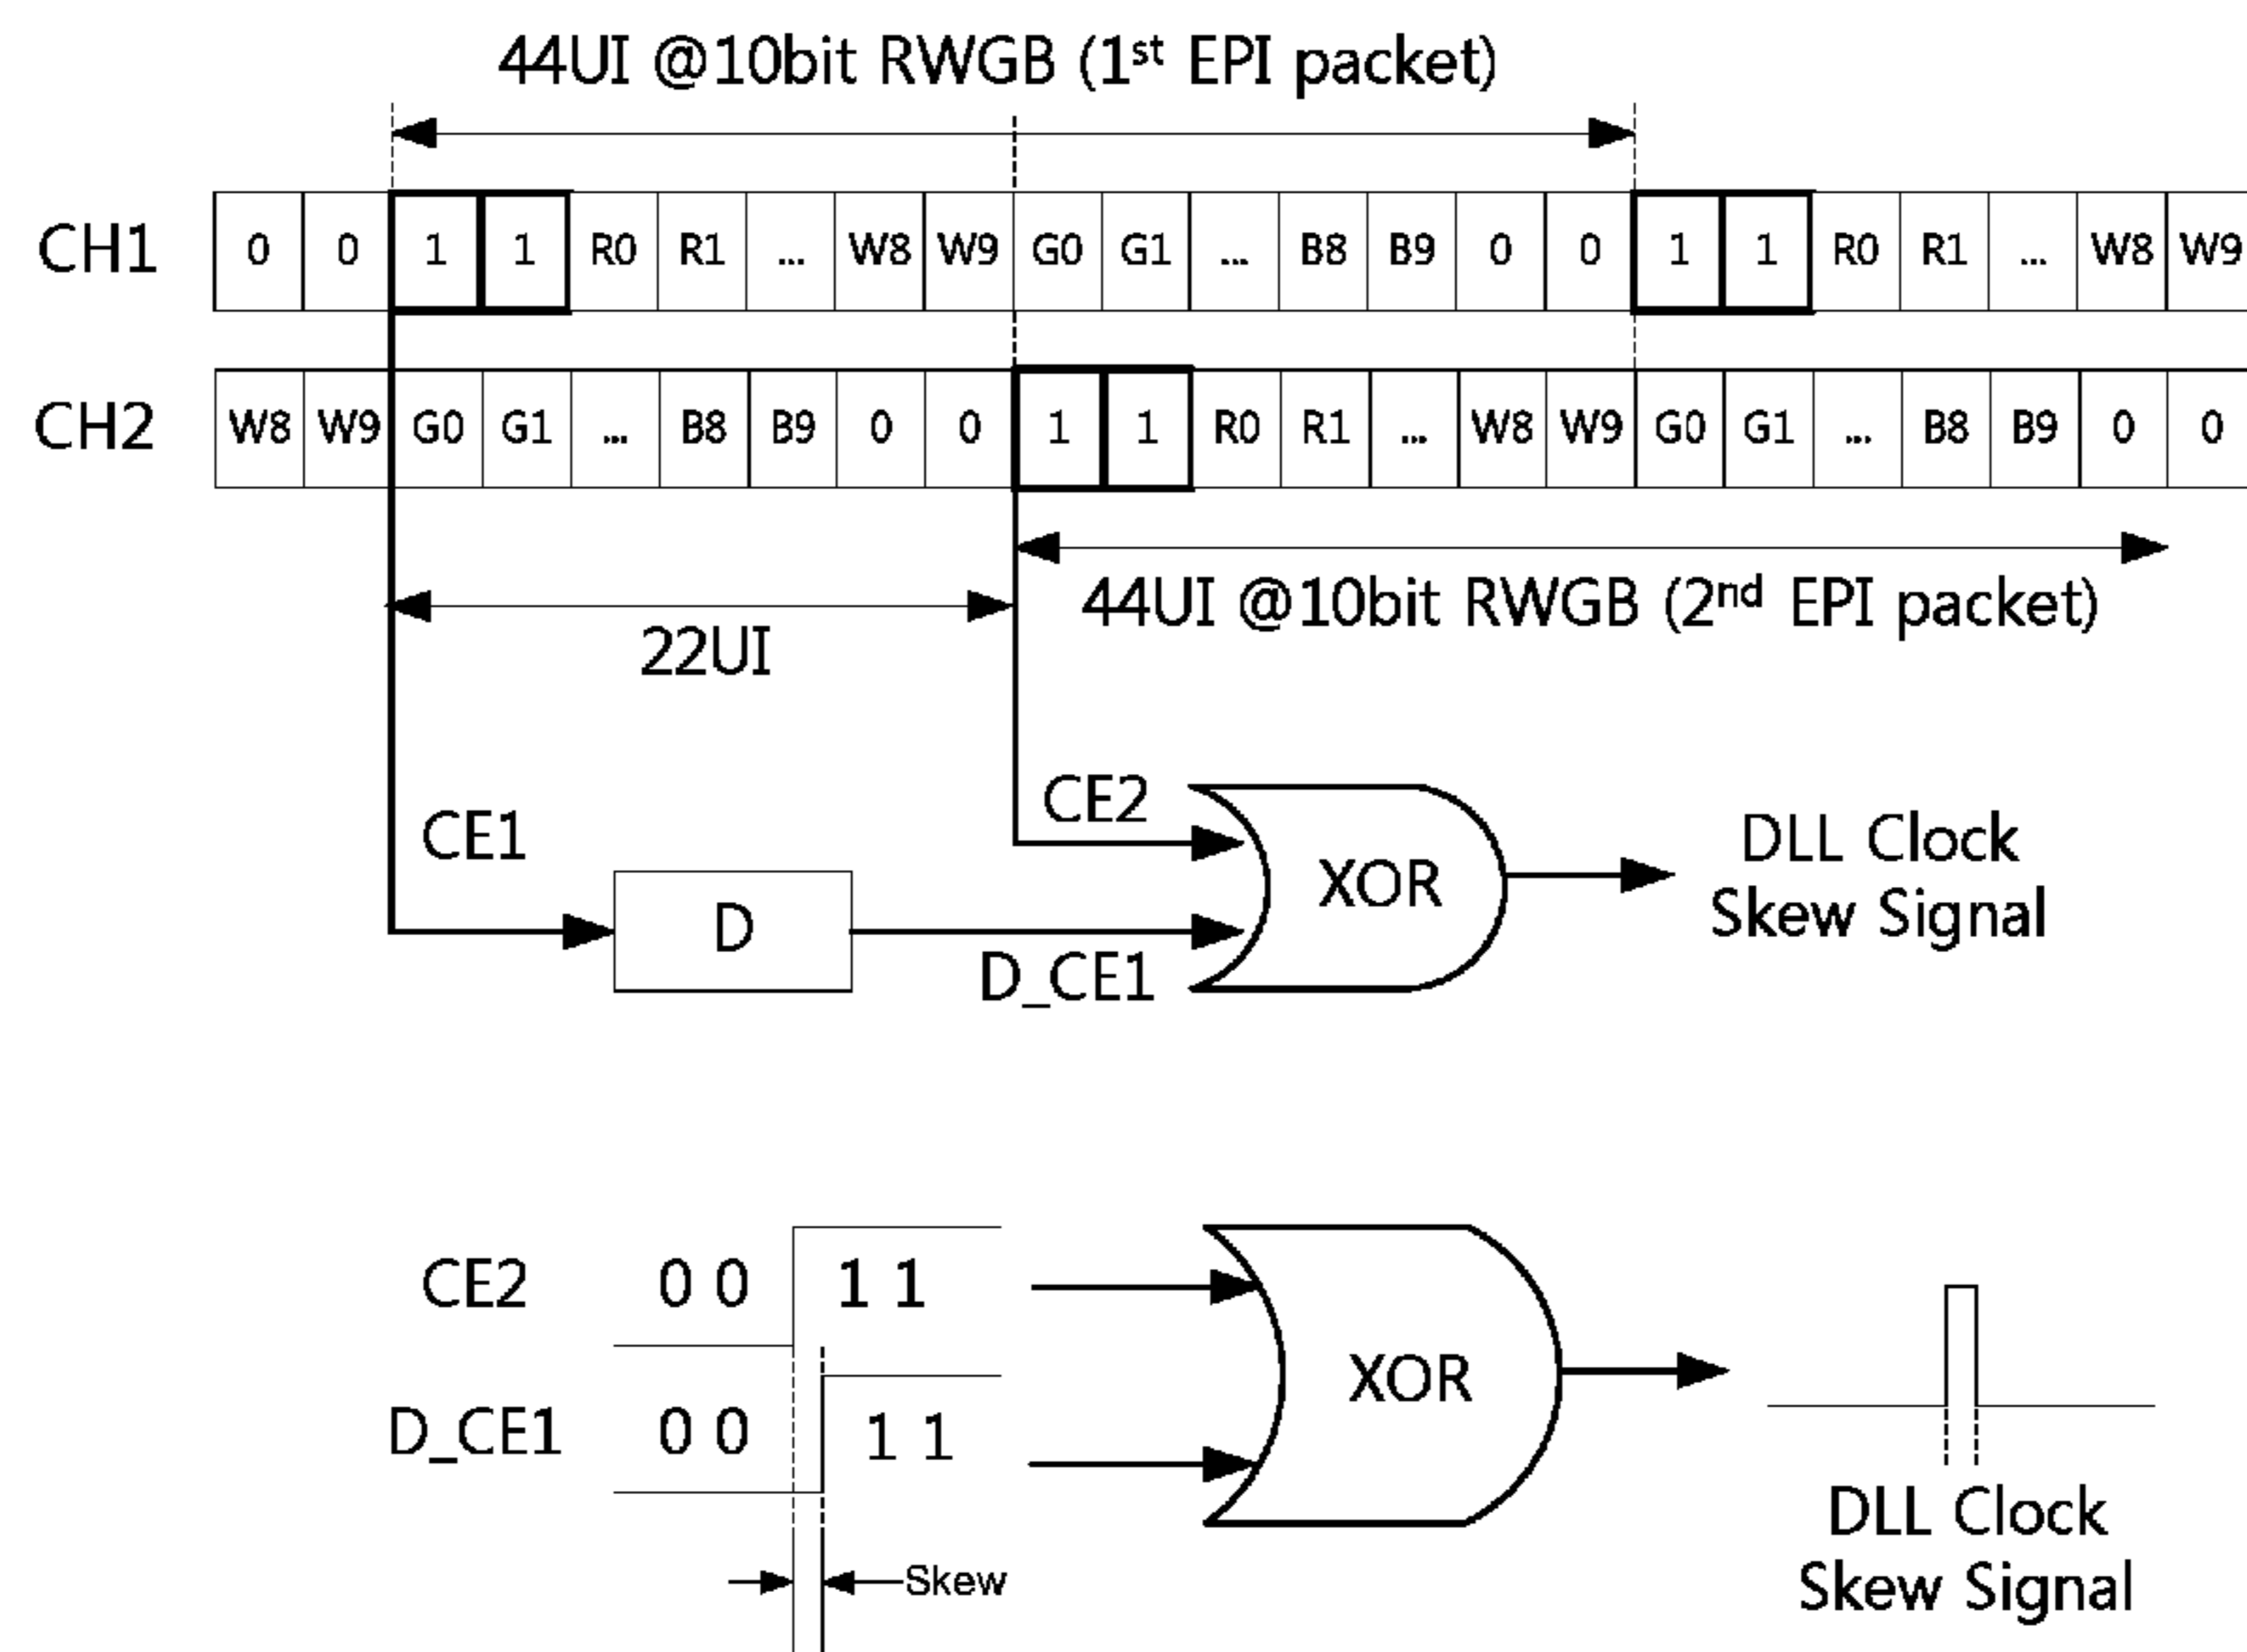 44UI @10bit RWGB (1st EPI packet)
CH1 0 0 1 1 R0 R1 ... W8 W9 G0 G1 ... B8 B9 0 0 1 1 R0 R1 ... W8 W9
CH2 W8 W9 G0 G1 ... B8 B9 0 0 1 1 R0 R1 ... W8 W9 G0 G1 ... B8 B9 0 0
44UI @10bit RWGB (2nd EPI packet)
22UI
CE1
CE2
D
D_CE1
XOR
DLL Clock
Skew Signal
CE2 0 0 1 1
D_CE1 0 0 1 1
XOR
Skew
DLL Clock
Skew Signal